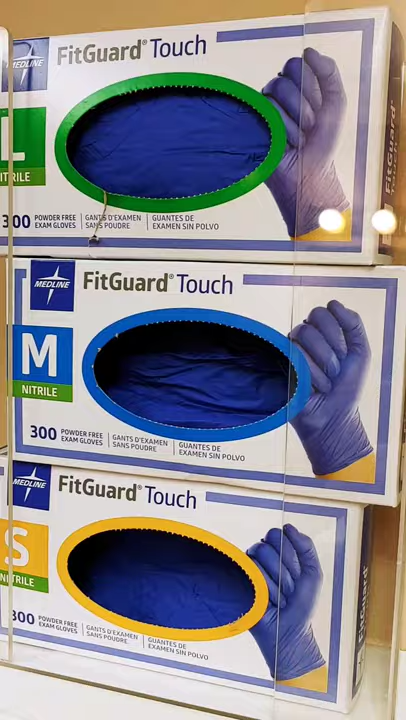 MEDLINE
FitGuard® Touch
L
NITRILE
300 POWDER FREE EXAM GLOVES
GANTS D'EXAMEN SANS POUDRE
GUANTES DE EXAMEN SIN POLVO
FitGuard®
Touch
MEDLINE
FitGuard® Touch
M
NITRILE
300 POWDER FREE EXAM GLOVES
GANTS D'EXAMEN SANS POUDRE
GUANTES DE EXAMEN SIN POLVO
MEDLINE
FitGuard® Touch
S
NITRILE
300 POWDER FREE EXAM GLOVES
GANTS D'EXAMEN SANS POUDRE
GUANTES DE EXAMEN SIN POLVO
FitGuard®